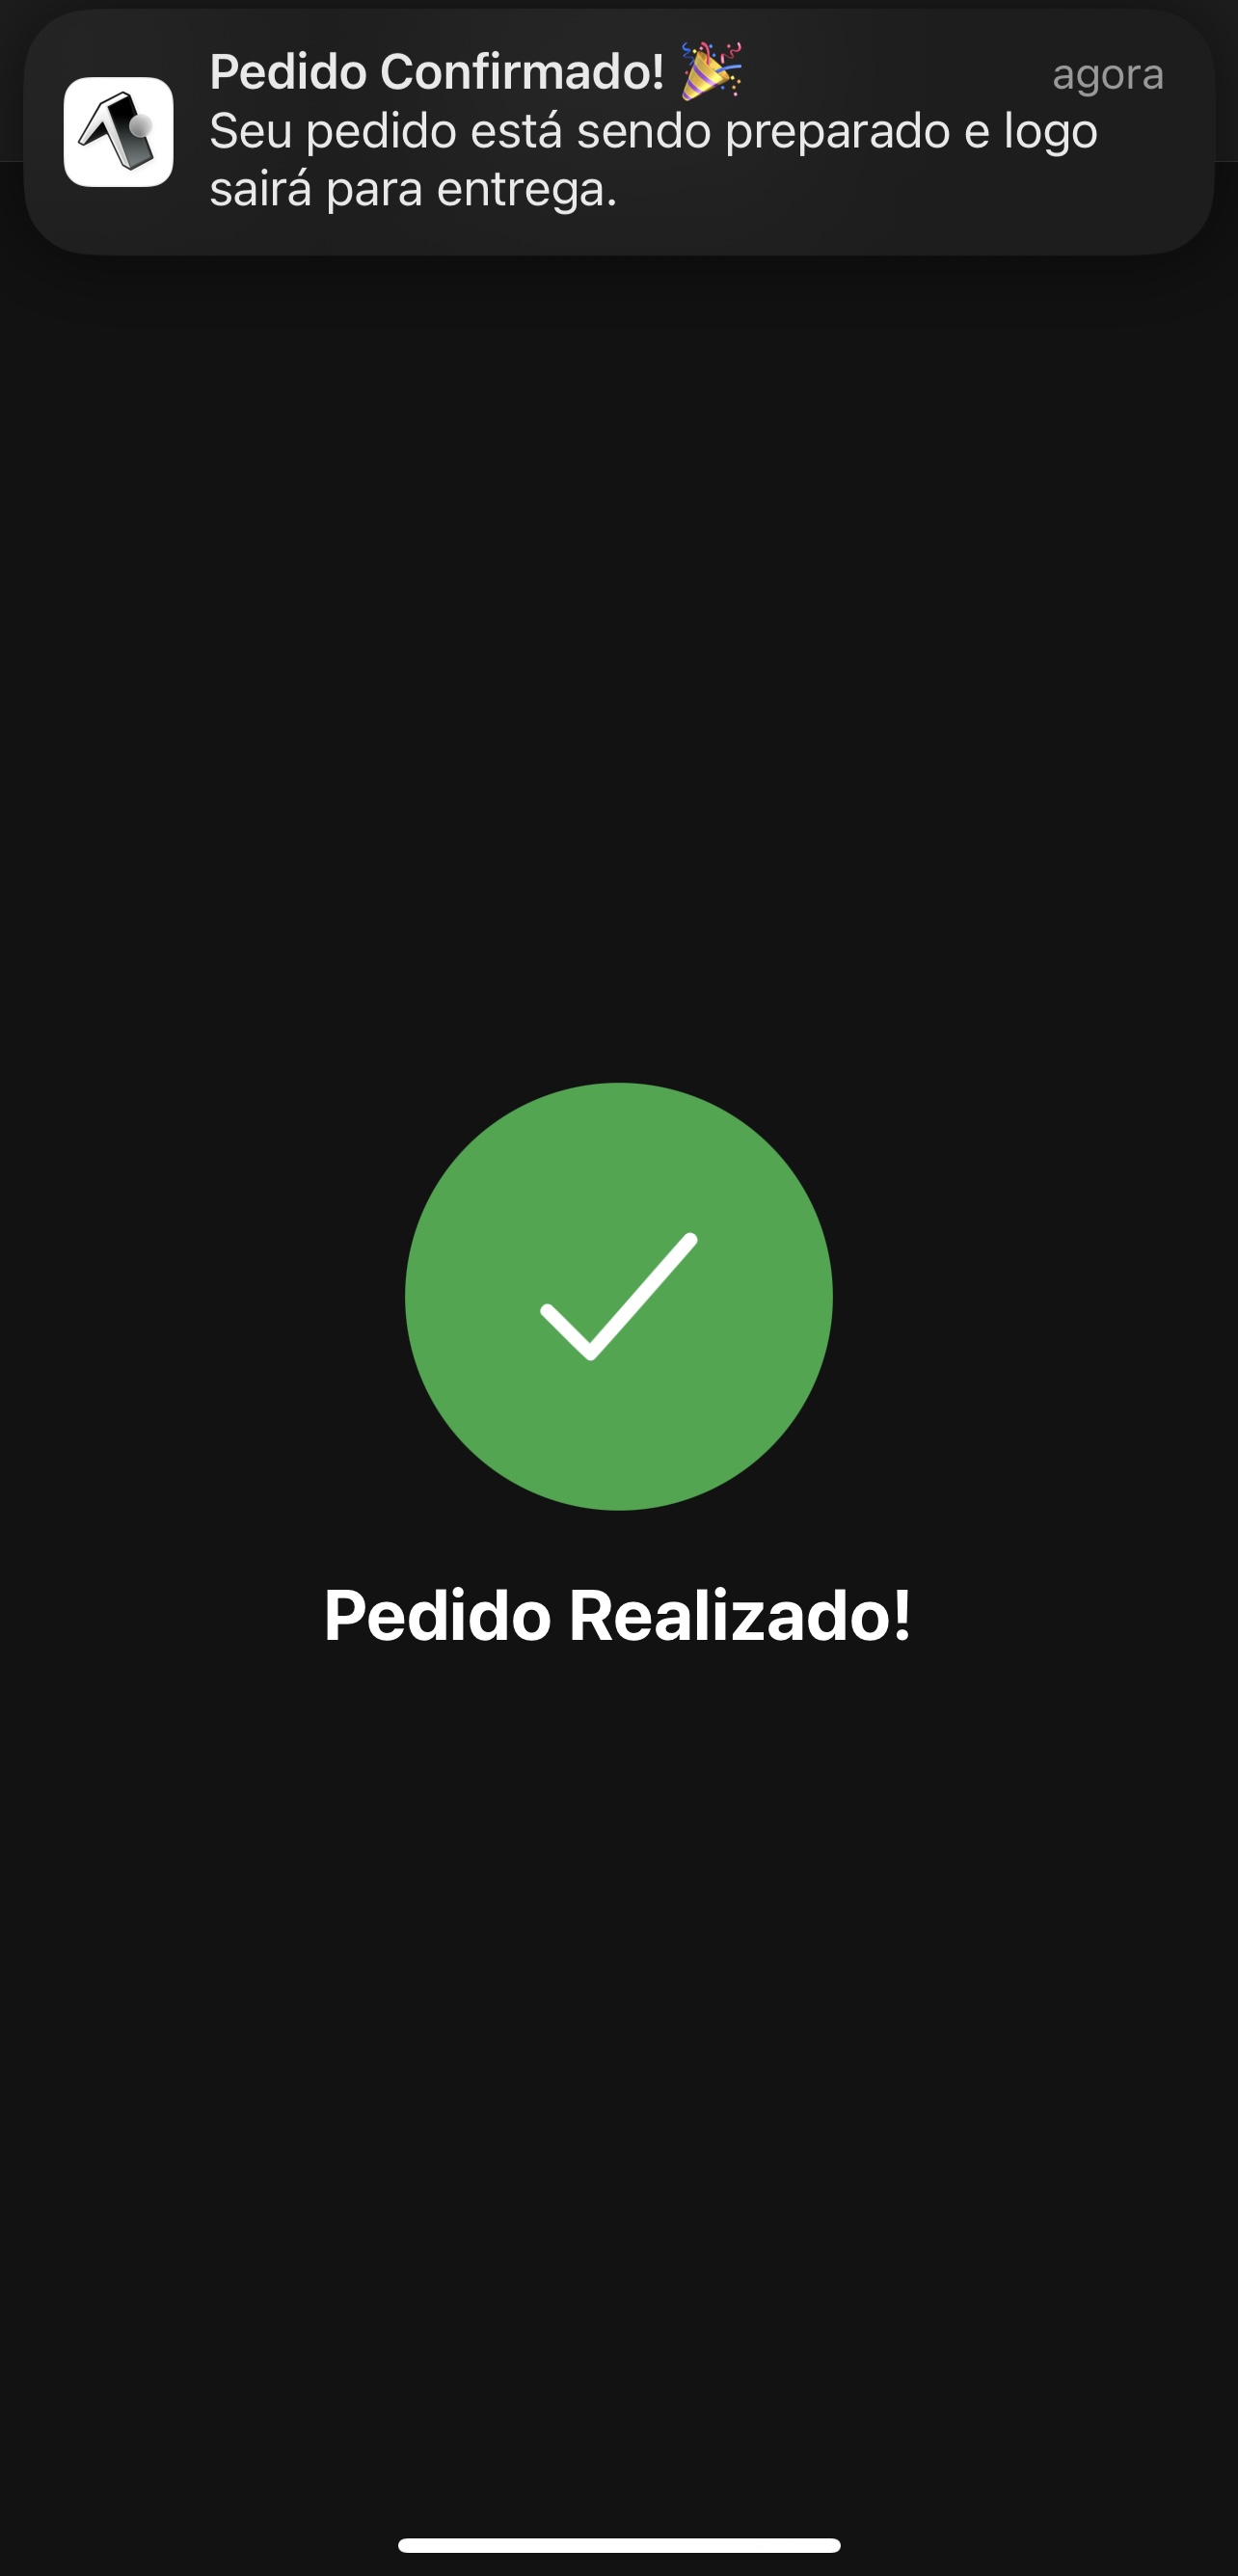 Pedido Confirmado! 🎉 agora
Seu pedido está sendo preparado e logo
sairá para entrega.
Pedido Realizado!